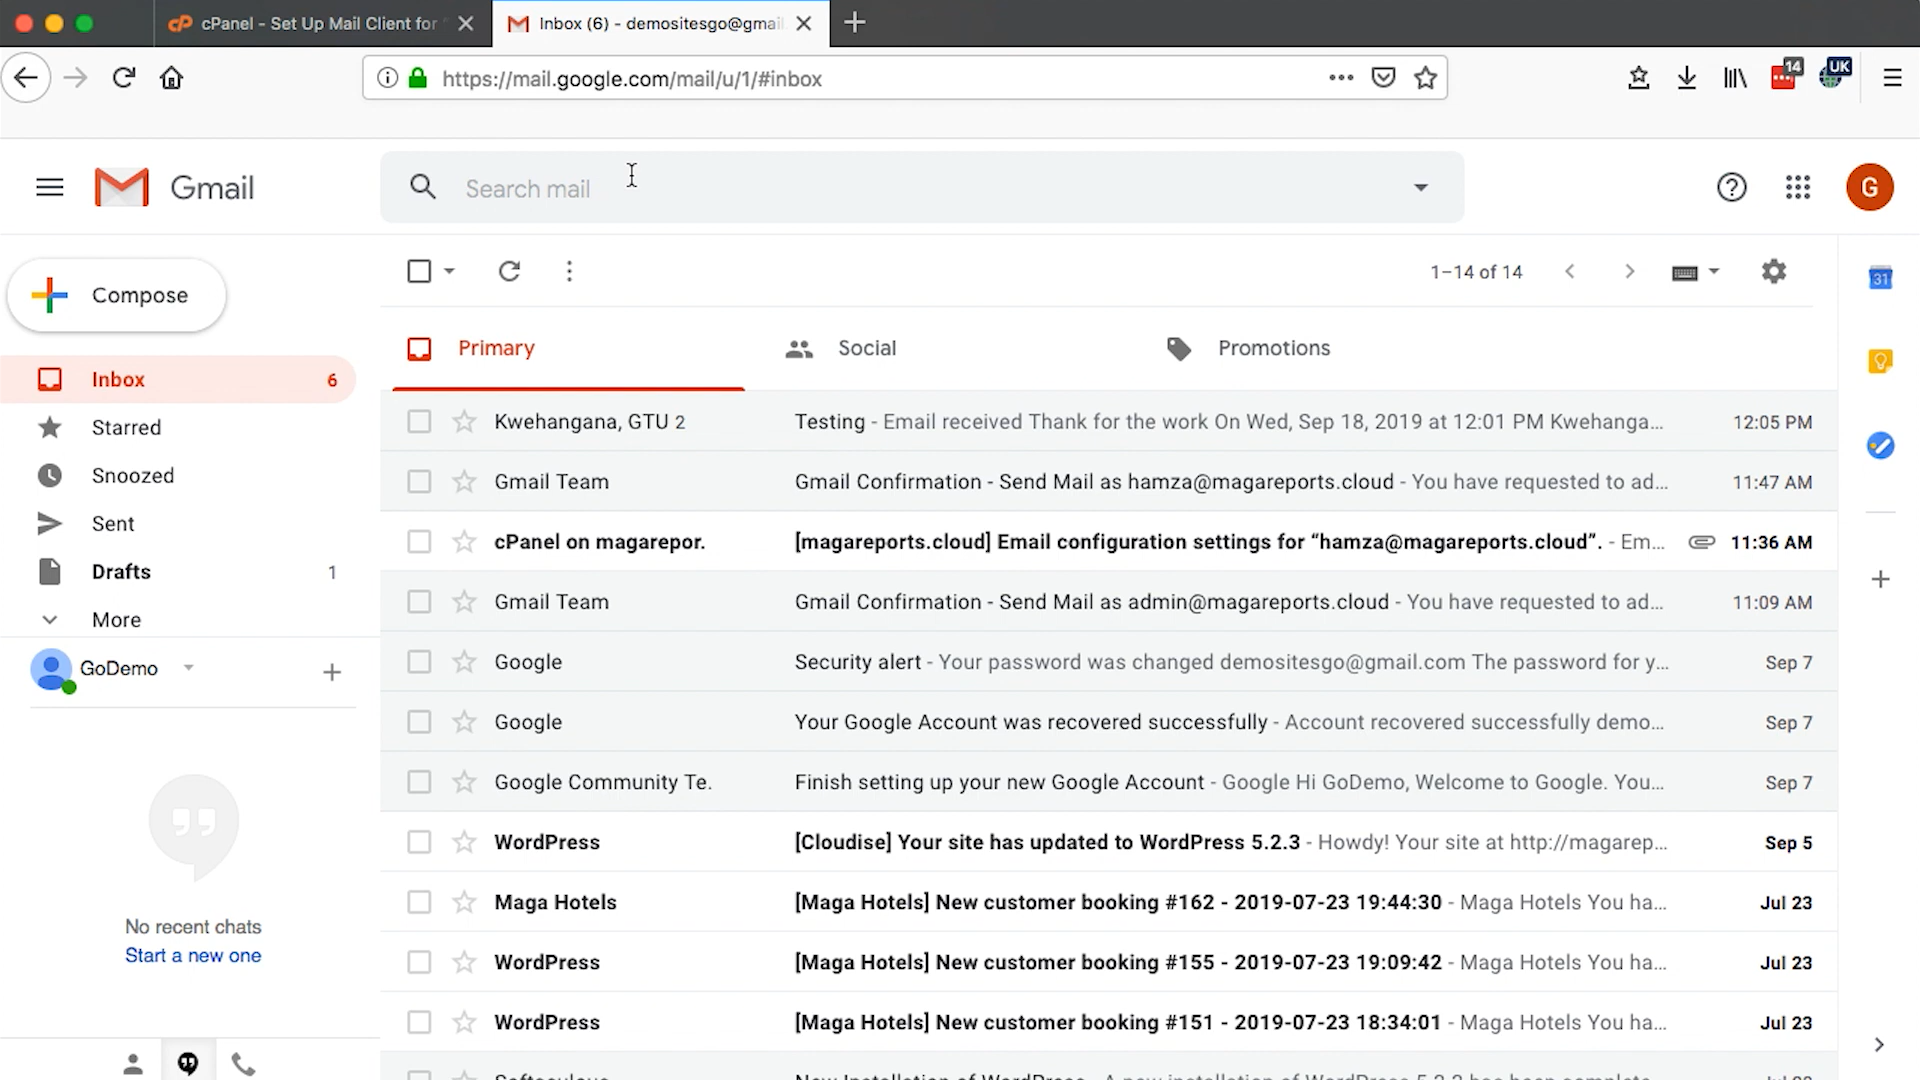 cPanel - Set Up Mail Client for
Inbox (6) - demositesgo@gmai
https://mail.google.com/mail/u/1/#inbox
14
UK
Gmail
Search mail
G
Compose
1–14 of 14
31
Primary
Social
Promotions
Inbox 6
Starred
Snoozed
Sent
Drafts 1
More
GoDemo
No recent chats
Start a new one
Kwehangana, GTU 2 Testing - Email received Thank for the work On Wed, Sep 18, 2019 at 12:01 PM Kwehanga... 12:05 PM
Gmail Team Gmail Confirmation - Send Mail as hamza@magareports.cloud - You have requested to ad... 11:47 AM
cPanel on magarepor. [magareports.cloud] Email configuration settings for “hamza@magareports.cloud”. - Em... 11:36 AM
Gmail Team Gmail Confirmation - Send Mail as admin@magareports.cloud - You have requested to ad... 11:09 AM
Google Security alert - Your password was changed demositesgo@gmail.com The password for y... Sep 7
Google Your Google Account was recovered successfully - Account recovered successfully demo... Sep 7
Google Community Te. Finish setting up your new Google Account - Google Hi GoDemo, Welcome to Google. You... Sep 7
WordPress [Cloudise] Your site has updated to WordPress 5.2.3 - Howdy! Your site at http://magarep... Sep 5
Maga Hotels [Maga Hotels] New customer booking #162 - 2019-07-23 19:44:30 - Maga Hotels You ha... Jul 23
WordPress [Maga Hotels] New customer booking #155 - 2019-07-23 19:09:42 - Maga Hotels You ha... Jul 23
WordPress [Maga Hotels] New customer booking #151 - 2019-07-23 18:34:01 - Maga Hotels You ha... Jul 23